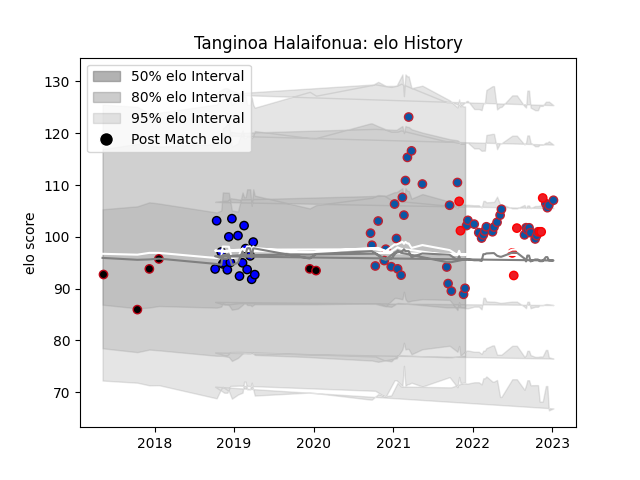 Tanginoa Halaifonua: elo History
50% elo Interval
80% elo Interval
95% elo Interval
Post Match elo
elo score
130
120
110
100
90
80
70
2018
2019
2020
2021
2022
2023